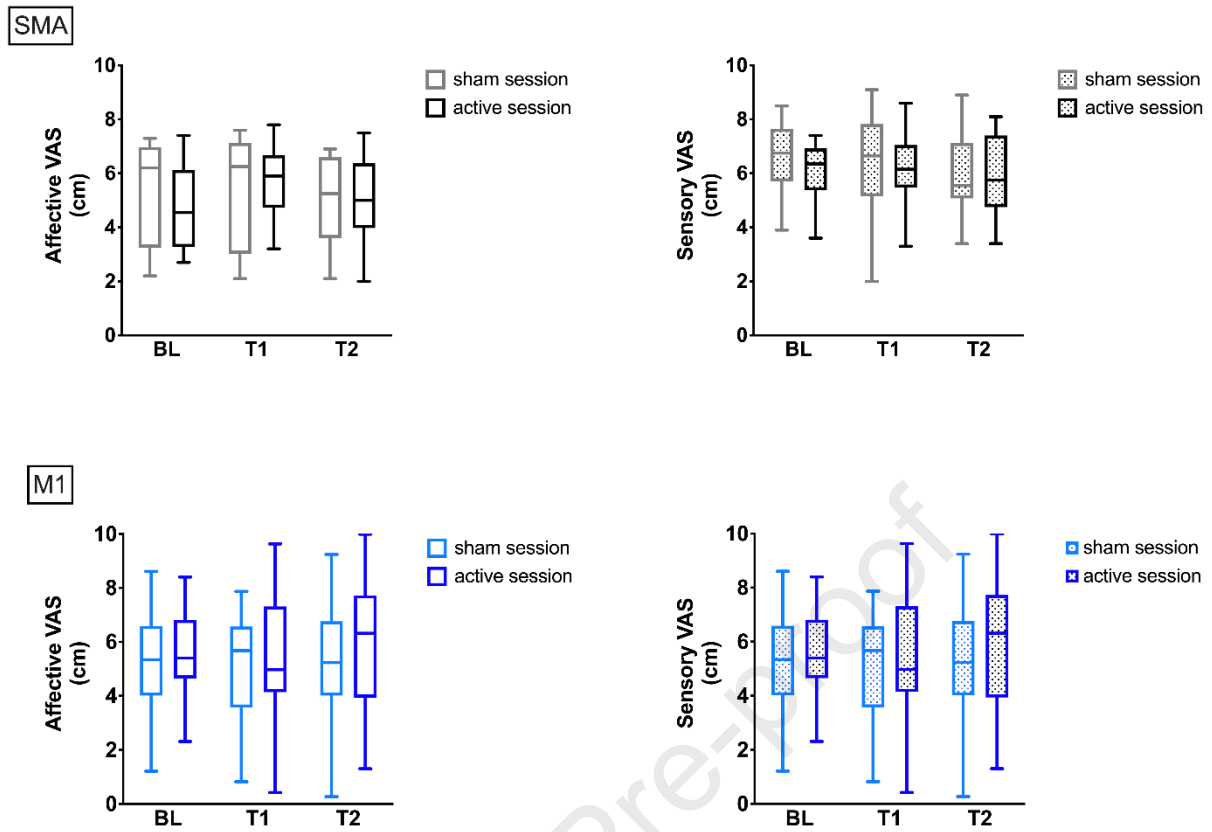 SMA
Affective VAS
(cm)
10
8
6
4
2
0
BL T1 T2
sham session
active session
Sensory VAS
(cm)
10
8
6
4
2
0
BL T1 T2
sham session
active session
M1
Affective VAS
(cm)
10
8
6
4
2
0
BL T1 T2
sham session
active session
Sensory VAS
(cm)
10
8
6
4
2
0
BL T1 T2
sham session
active session
Pre-proof